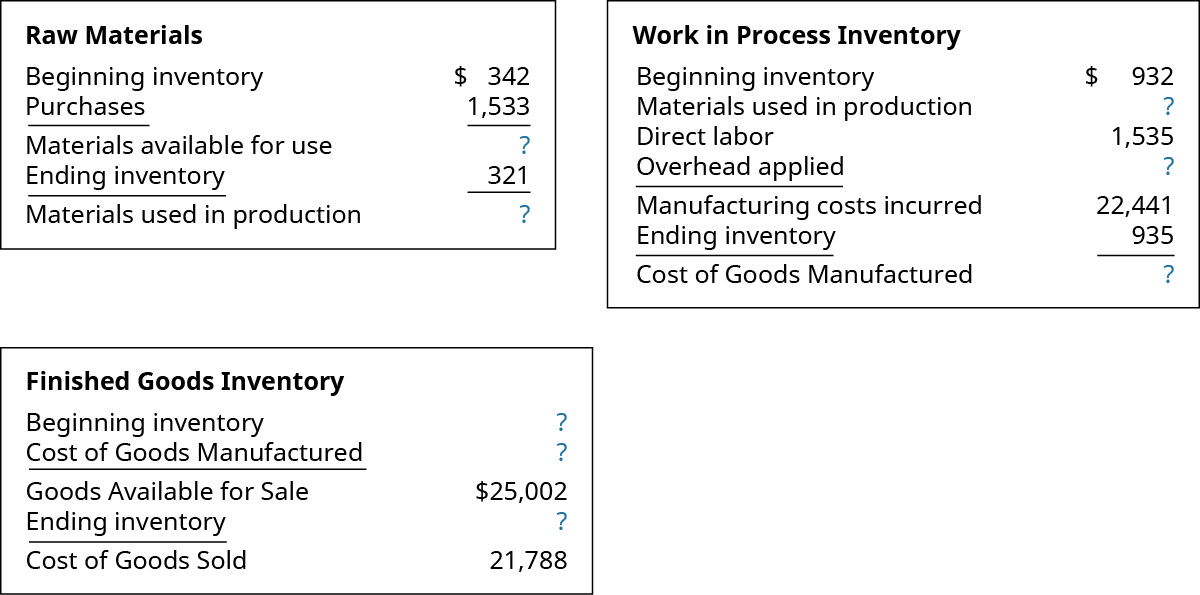 Raw Materials
Beginning inventory $ 342
Purchases 1,533
Materials available for use ?
Ending inventory 321
Materials used in production ?
Work in Process Inventory
Beginning inventory $ 932
Materials used in production ?
Direct labor 1,535
Overhead applied ?
Manufacturing costs incurred 22,441
Ending inventory 935
Cost of Goods Manufactured ?
Finished Goods Inventory
Beginning inventory ?
Cost of Goods Manufactured ?
Goods Available for Sale $25,002
Ending inventory ?
Cost of Goods Sold 21,788